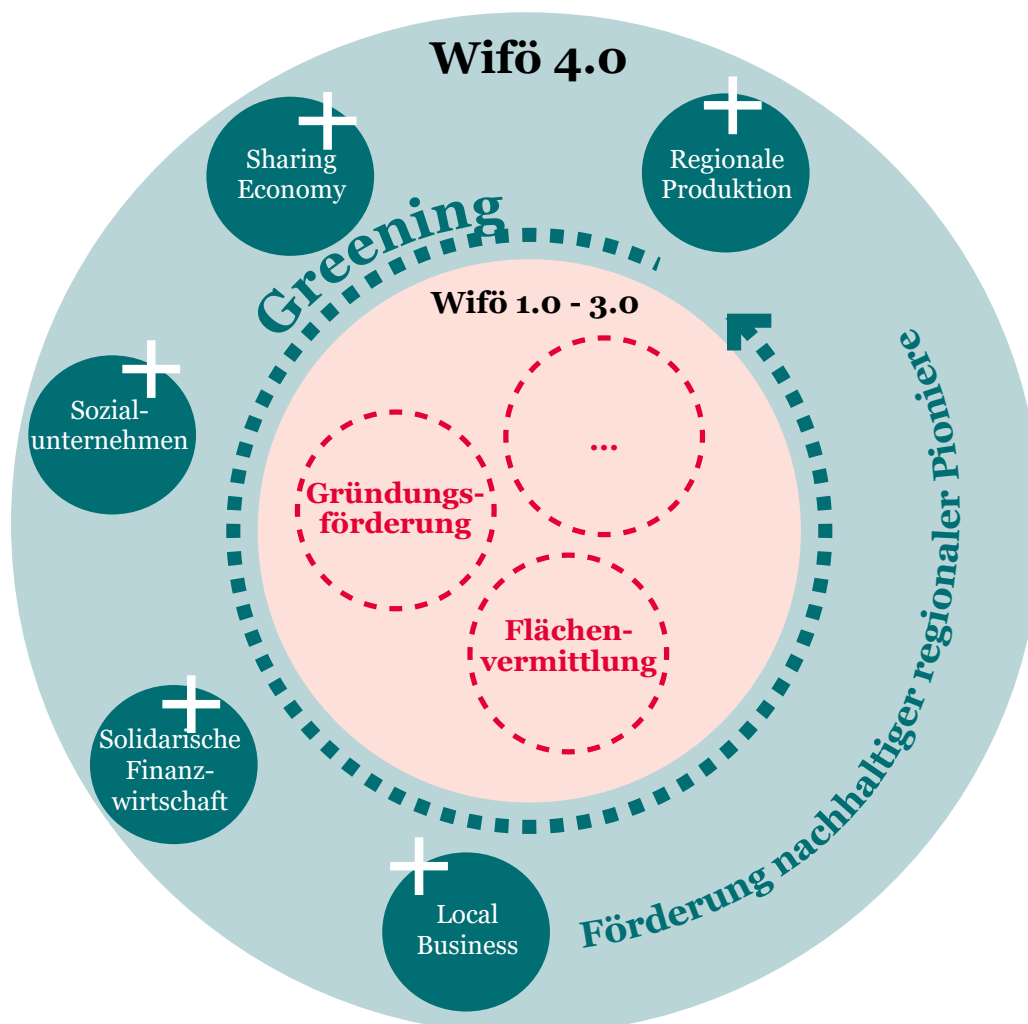 Wifö 4.0
Sharing
Economy
Regionale
Produktion
Greening
Wifö 1.0 - 3.0
...
Gründungs-
förderung
Flächen-
vermittlung
Sozial-
unternehmen
Solidarische
Finanz-
wirtschaft
Local
Business
Förderung nachhaltiger regionaler Pioniere